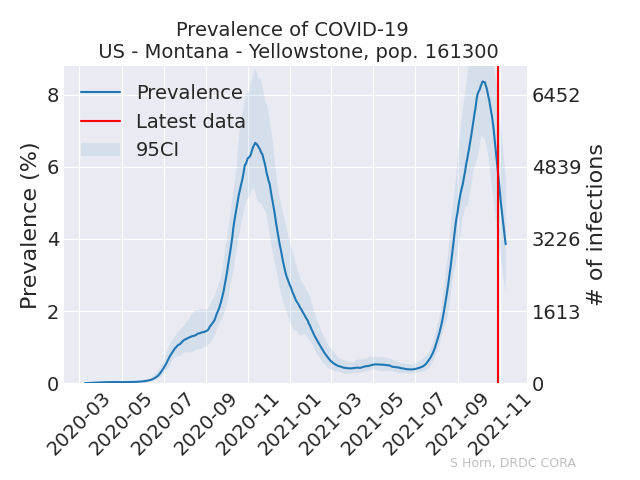 Prevalence of COVID-19
US - Montana - Yellowstone, pop. 161300
Prevalence
Latest data
95CI
Prevalence (%)
8
6
4
2
0
6452
4839
3226
1613
0
# of infections
2020-03
2020-05
2020-07
2020-09
2020-11
2021-01
2021-03
2021-05
2021-07
2021-09
2021-11
S Horn, DRDC CORA